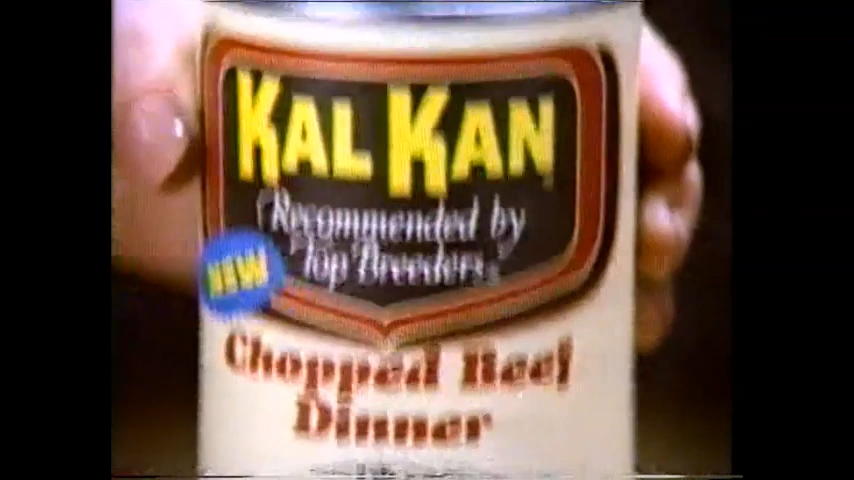 KAL KAN
Recommended by
Top Breeders
NEW
Chopped Beef
Dinner